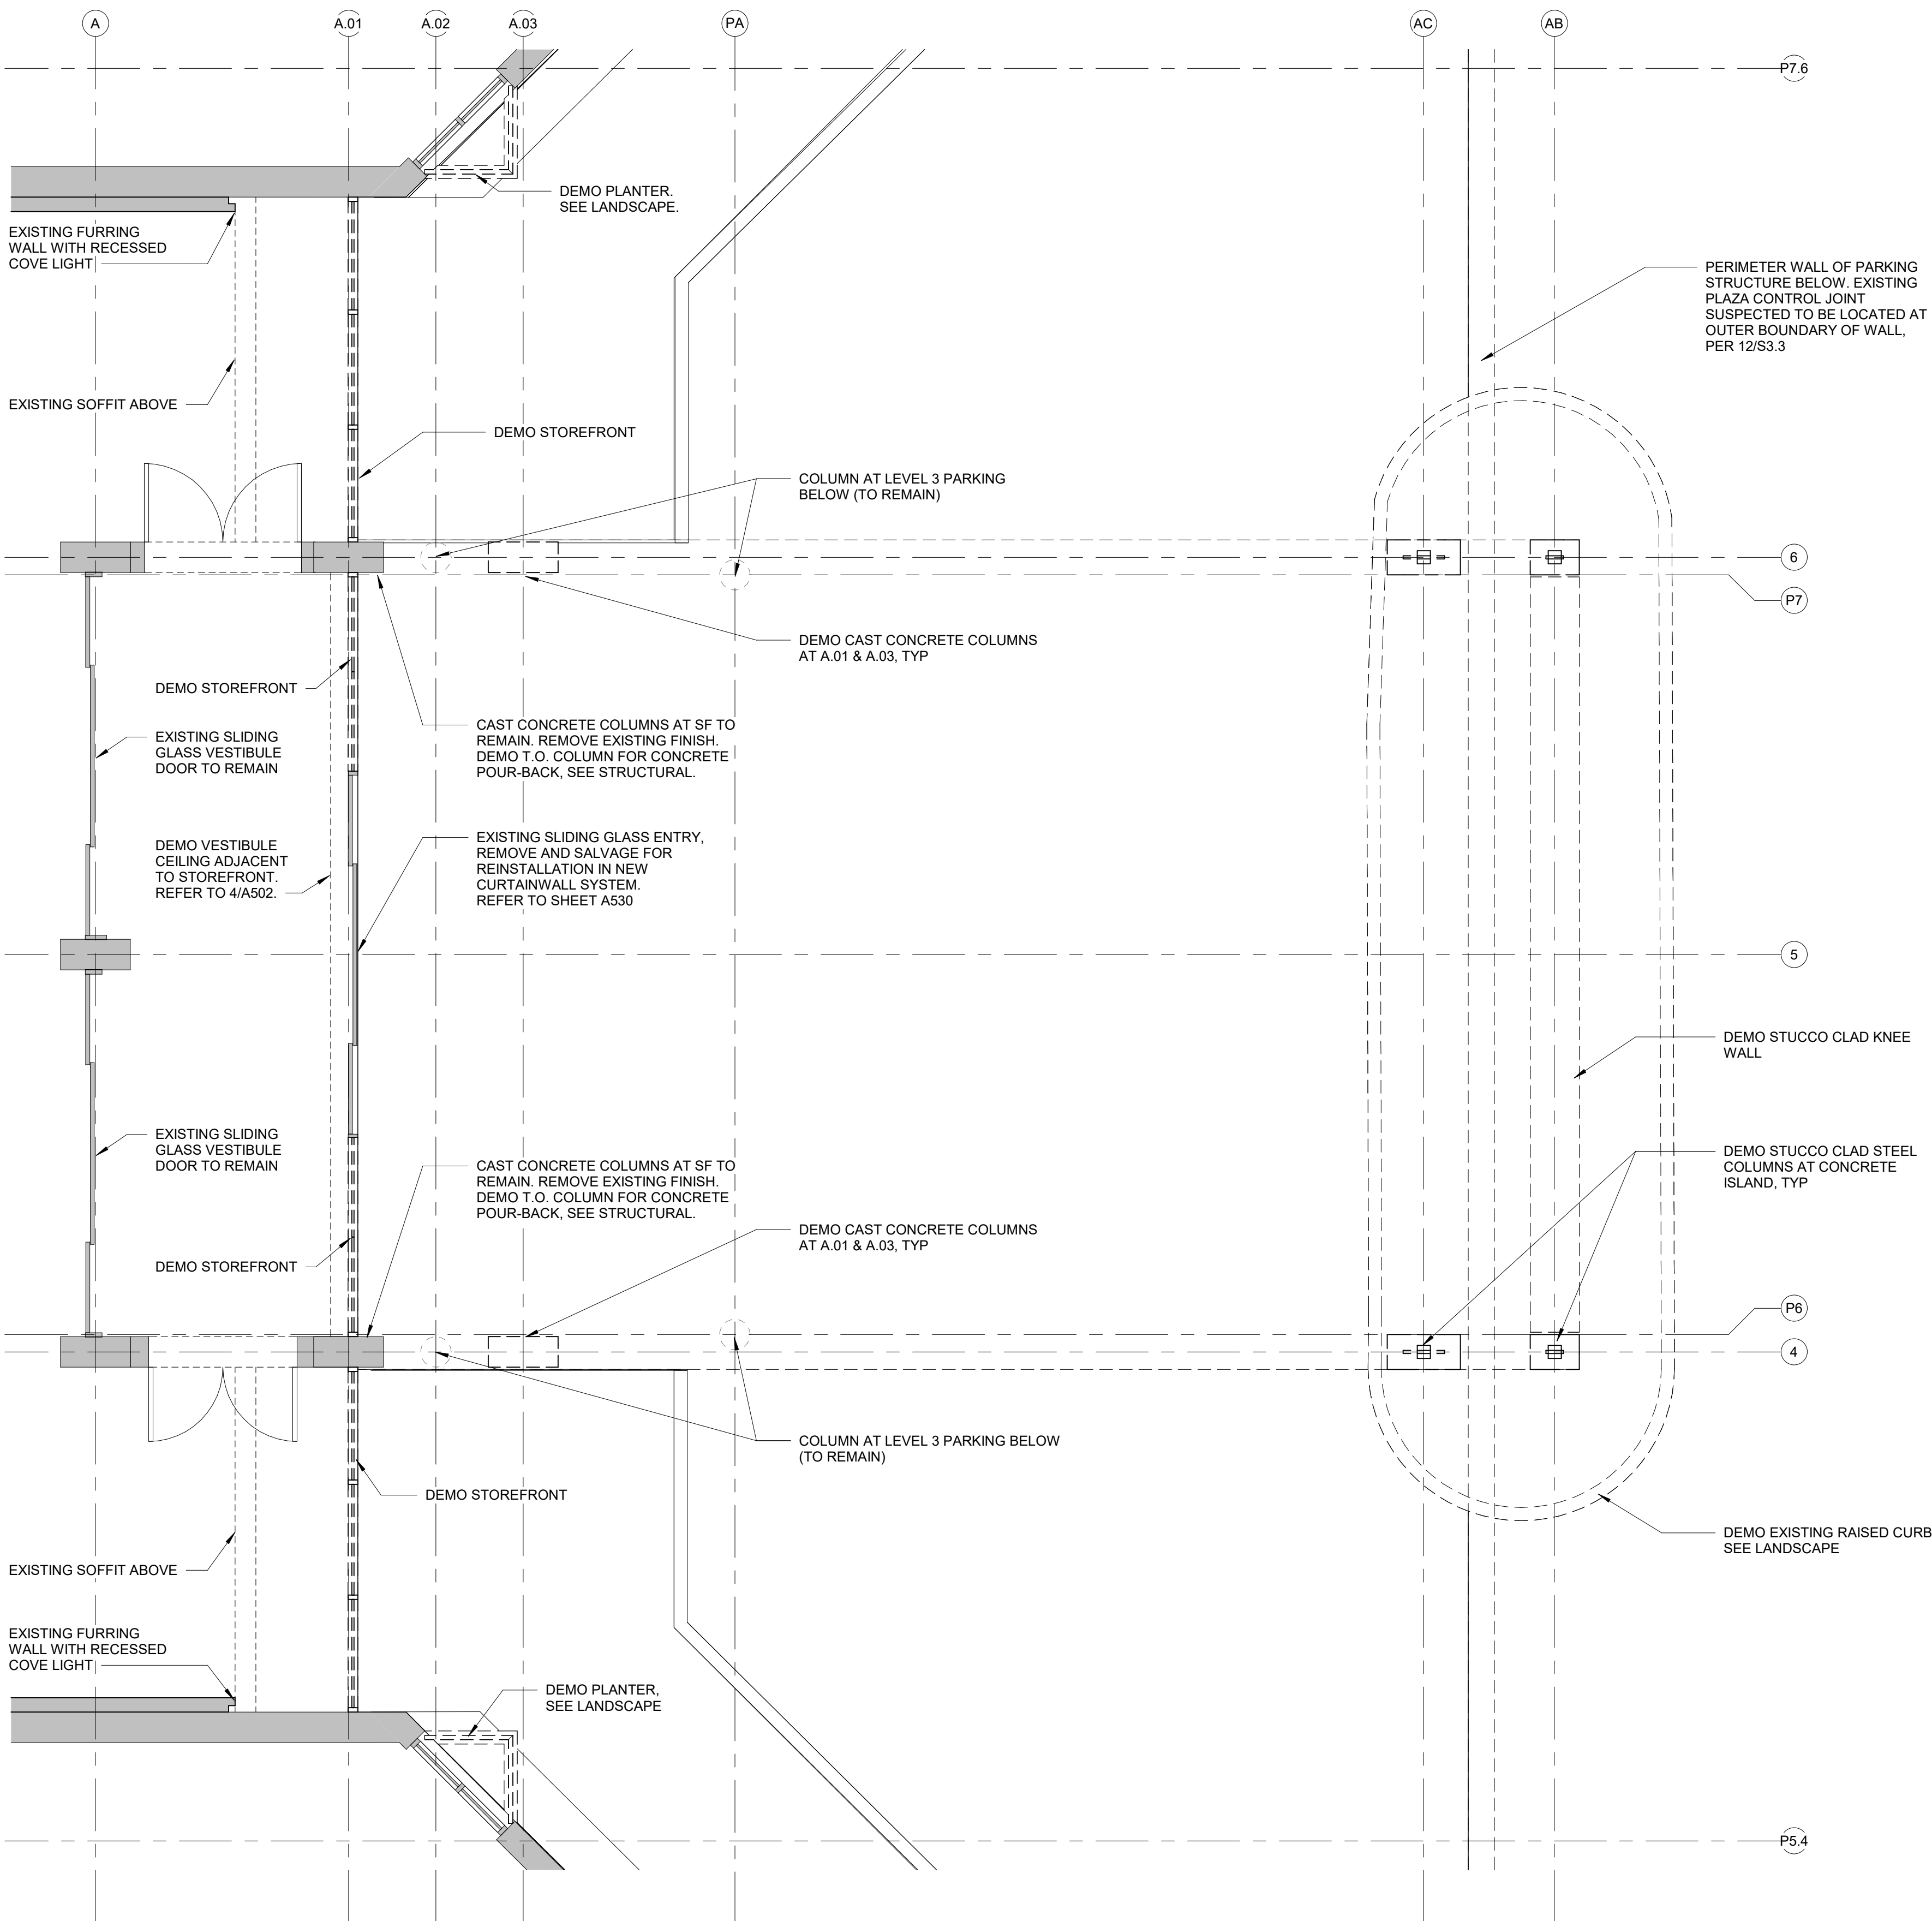 A
A.01
A.02
A.03
PA
AC
AB
P7.6
DEMO PLANTER.
SEE LANDSCAPE.
EXISTING FURRING
WALL WITH RECESSED
COVE LIGHT
PERIMETER WALL OF PARKING
STRUCTURE BELOW. EXISTING
PLAZA CONTROL JOINT
SUSPECTED TO BE LOCATED AT
OUTER BOUNDARY OF WALL,
PER 12/S3.3
EXISTING SOFFIT ABOVE
DEMO STOREFRONT
COLUMN AT LEVEL 3 PARKING
BELOW (TO REMAIN)
6
P7
DEMO CAST CONCRETE COLUMNS
AT A.01 & A.03, TYP
DEMO STOREFRONT
CAST CONCRETE COLUMNS AT SF TO
REMAIN. REMOVE EXISTING FINISH.
DEMO T.O. COLUMN FOR CONCRETE
POUR-BACK, SEE STRUCTURAL.
EXISTING SLIDING
GLASS VESTIBULE
DOOR TO REMAIN
DEMO VESTIBULE
CEILING ADJACENT
TO STOREFRONT.
REFER TO 4/A502.
EXISTING SLIDING GLASS ENTRY,
REMOVE AND SALVAGE FOR
REINSTALLATION IN NEW
CURTAINWALL SYSTEM.
REFER TO SHEET A530
5
DEMO STUCCO CLAD KNEE
WALL
EXISTING SLIDING
GLASS VESTIBULE
DOOR TO REMAIN
CAST CONCRETE COLUMNS AT SF TO
REMAIN. REMOVE EXISTING FINISH.
DEMO T.O. COLUMN FOR CONCRETE
POUR-BACK, SEE STRUCTURAL.
DEMO STUCCO CLAD STEEL
COLUMNS AT CONCRETE
ISLAND, TYP
DEMO CAST CONCRETE COLUMNS
AT A.01 & A.03, TYP
DEMO STOREFRONT
P6
4
COLUMN AT LEVEL 3 PARKING BELOW
(TO REMAIN)
DEMO STOREFRONT
DEMO EXISTING RAISED CURB
SEE LANDSCAPE
EXISTING SOFFIT ABOVE
EXISTING FURRING
WALL WITH RECESSED
COVE LIGHT
DEMO PLANTER,
SEE LANDSCAPE
P5.4